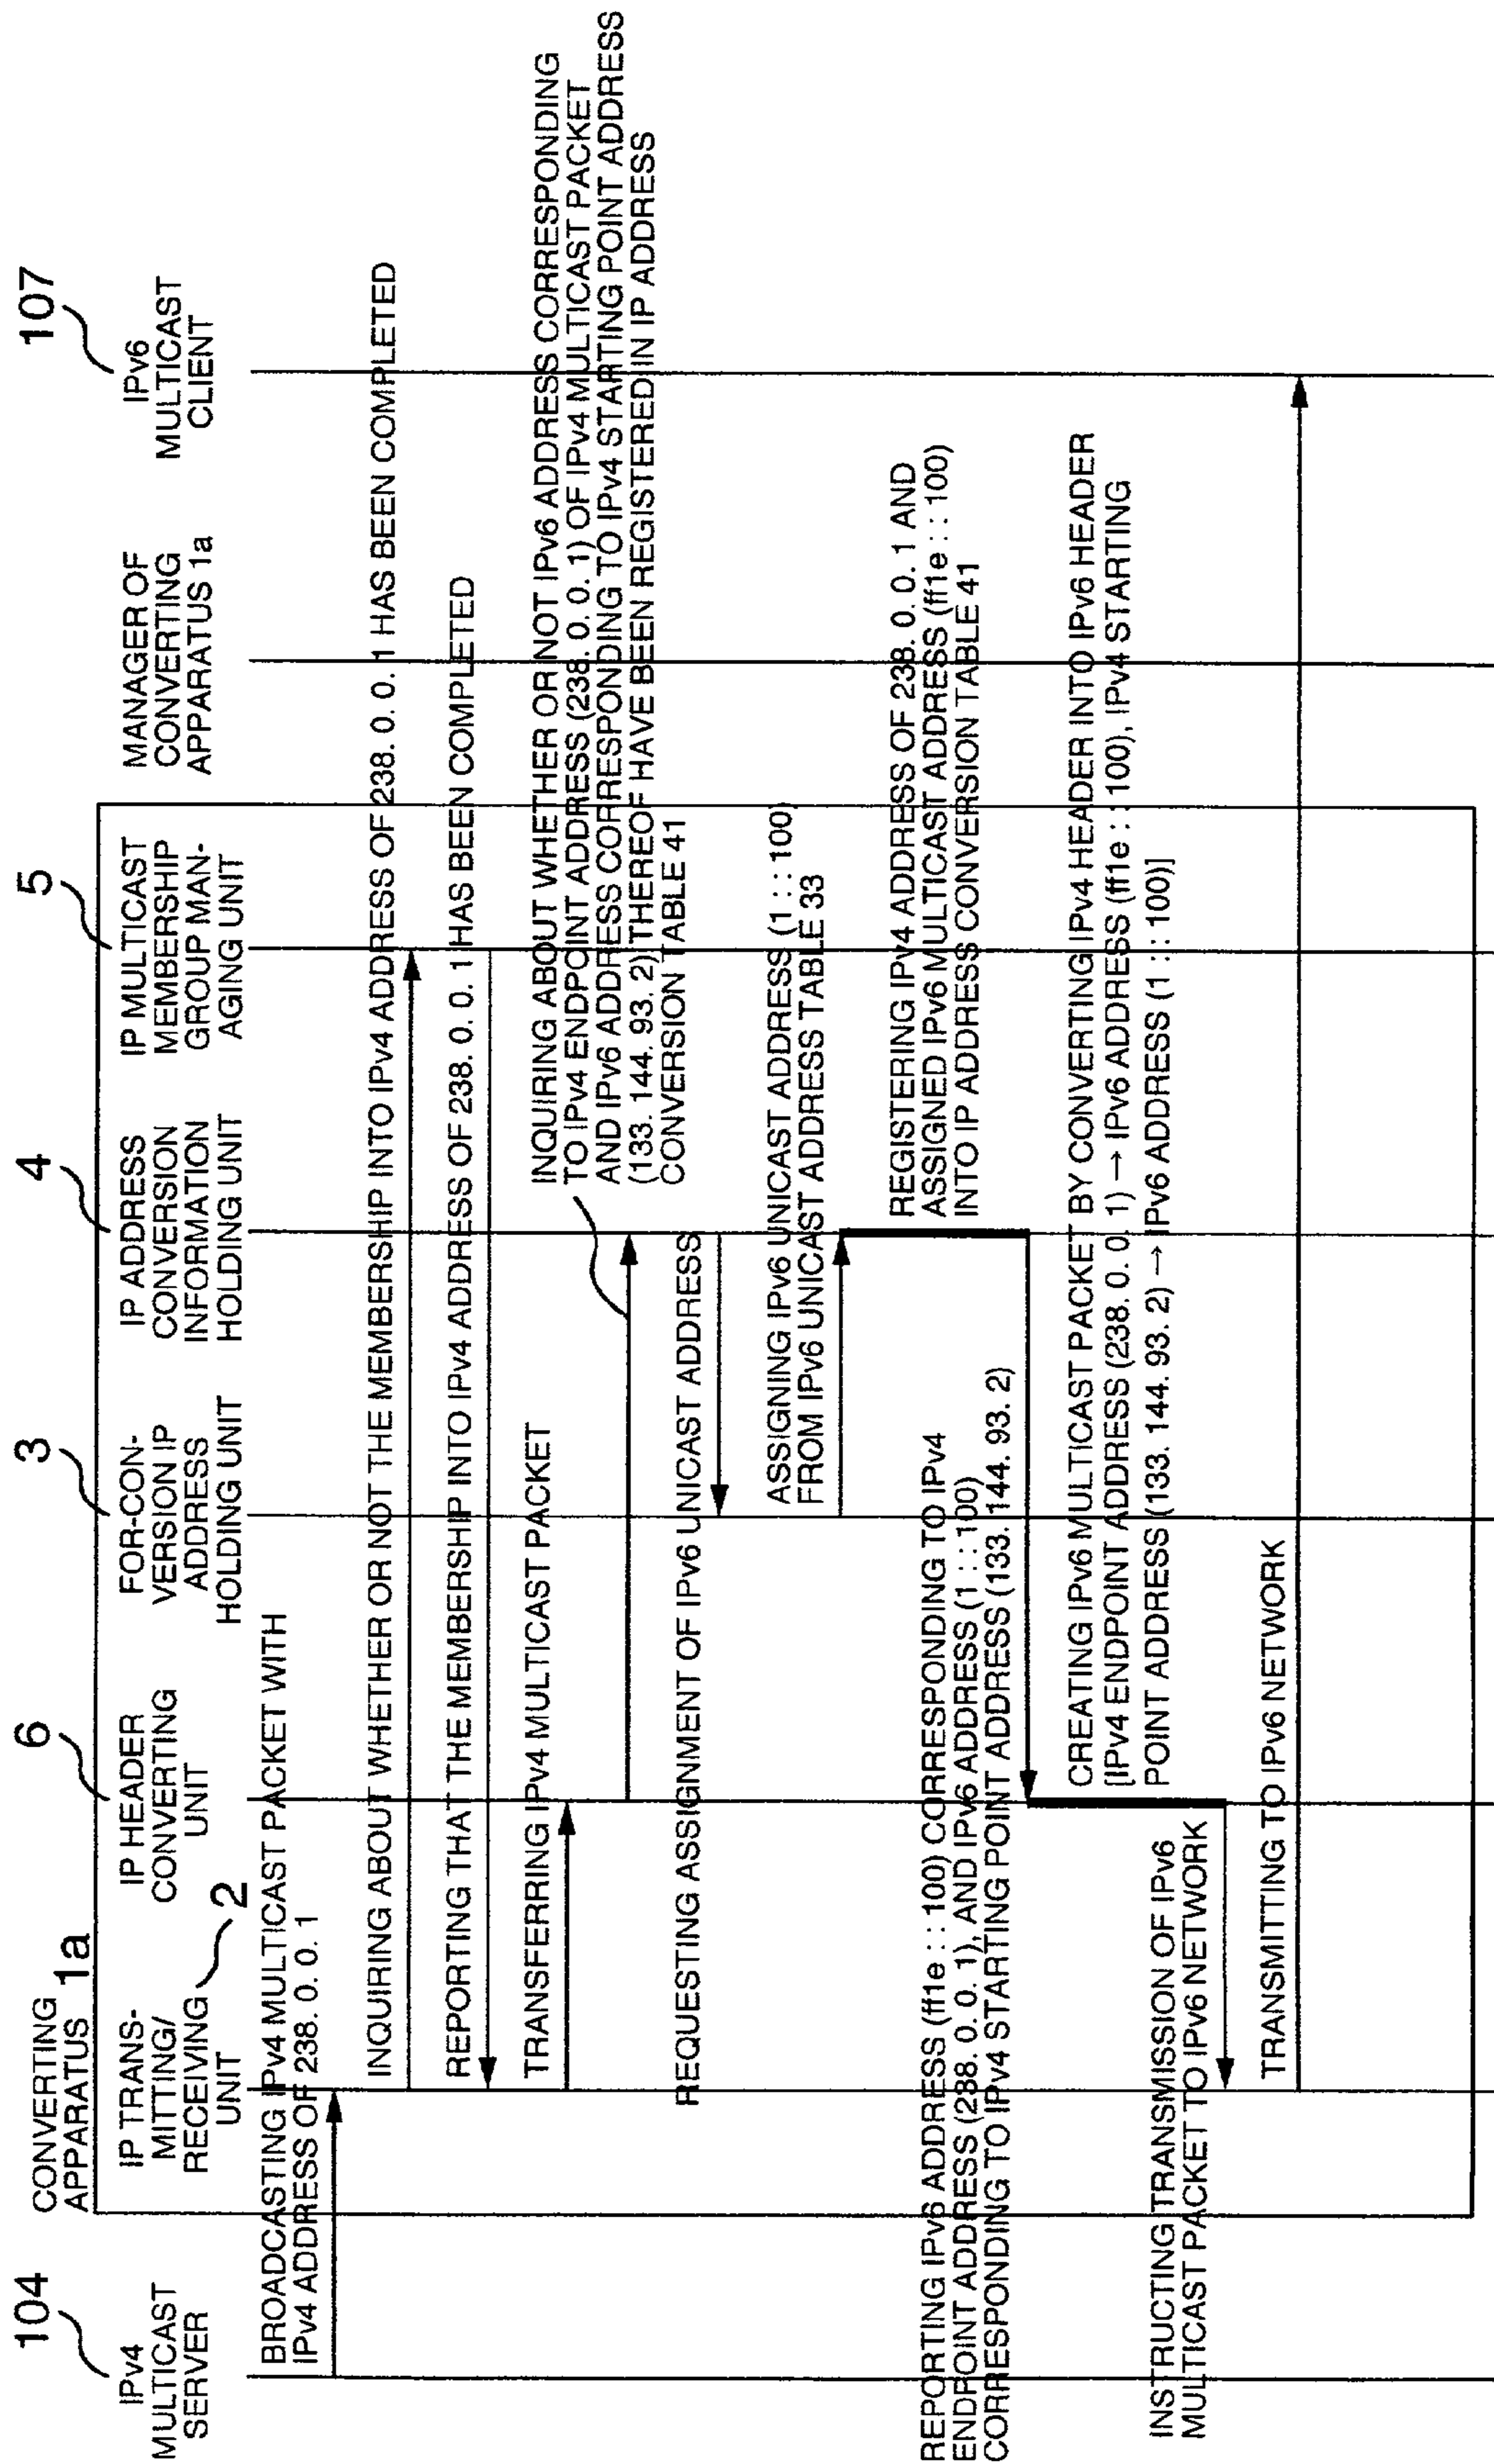 104
IPv4
MULTICAST
SERVER
CONVERTING
APPARATUS 1a
IP TRANS-
MITTING/
RECEIVING
UNIT
2
6
IP HEADER
CONVERTING
UNIT
3
FOR-CON-
VERSION IP
ADDRESS
HOLDING UNIT
4
IP ADDRESS
CONVERSION
INFORMATION
HOLDING UNIT
5
IP MULTICAST
MEMBERSHIP
GROUP MAN-
AGING UNIT
MANAGER OF
CONVERTING
APPARATUS 1a
107
IPv6
MULTICAST
CLIENT
BROADCASTING IPv4 MULTICAST PACKET WITH
IPv4 ADDRESS OF 238. 0. 0. 1
INQUIRING ABOUT WHETHER OR NOT THE MEMBERSHIP INTO IPv4 ADDRESS OF 238. 0. 0. 1 HAS BEEN COMPLETED
REPORTING THAT THE MEMBERSHIP INTO IPv4 ADDRESS OF 238. 0. 0. 1 HAS BEEN COMPLETED
TRANSFERRING IPv4 MULTICAST PACKET
INQUIRING ABOUT WHETHER OR NOT IPv6 ADDRESS CORRESPONDING
TO IPv4 ENDPOINT ADDRESS (238. 0. 0. 1) OF IPv4 MULTICAST PACKET
AND IPv6 ADDRESS CORRESPONDING TO IPv4 STARTING POINT ADDRESS
(133. 144. 93. 2) THEREOF HAVE BEEN REGISTERED IN IP ADDRESS
CONVERSION TABLE 41
REQUESTING ASSIGNMENT OF IPv6 UNICAST ADDRESS
ASSIGNING IPv6 UNICAST ADDRESS (1 : : 100)
FROM IPv6 UNICAST ADDRESS TABLE 33
REGISTERING IPv4 ADDRESS OF 238. 0. 0. 1 AND
ASSIGNED IPv6 MULTICAST ADDRESS (ff1e : : 100)
INTO IP ADDRESS CONVERSION TABLE 41
REPORTING IPv6 ADDRESS (ff1e : : 100) CORRESPONDING TO IPv4
ENDPOINT ADDRESS (238. 0. 0. 1), AND IPv6 ADDRESS (1 : : 100)
CORRESPONDING TO IPv4 STARTING POINT ADDRESS (133. 144. 93. 2)
CREATING IPv6 MULTICAST PACKET BY CONVERTING IPv4 HEADER INTO IPv6 HEADER
[IPv4 ENDPOINT ADDRESS (238. 0. 0. 1) → IPv6 ADDRESS (ff1e : : 100), IPv4 STARTING
POINT ADDRESS (133. 144. 93. 2) → IPv6 ADDRESS (1 : : 100)]
INSTRUCTING TRANSMISSION OF IPv6
MULTICAST PACKET TO IPv6 NETWORK
TRANSMITTING TO IPv6 NETWORK